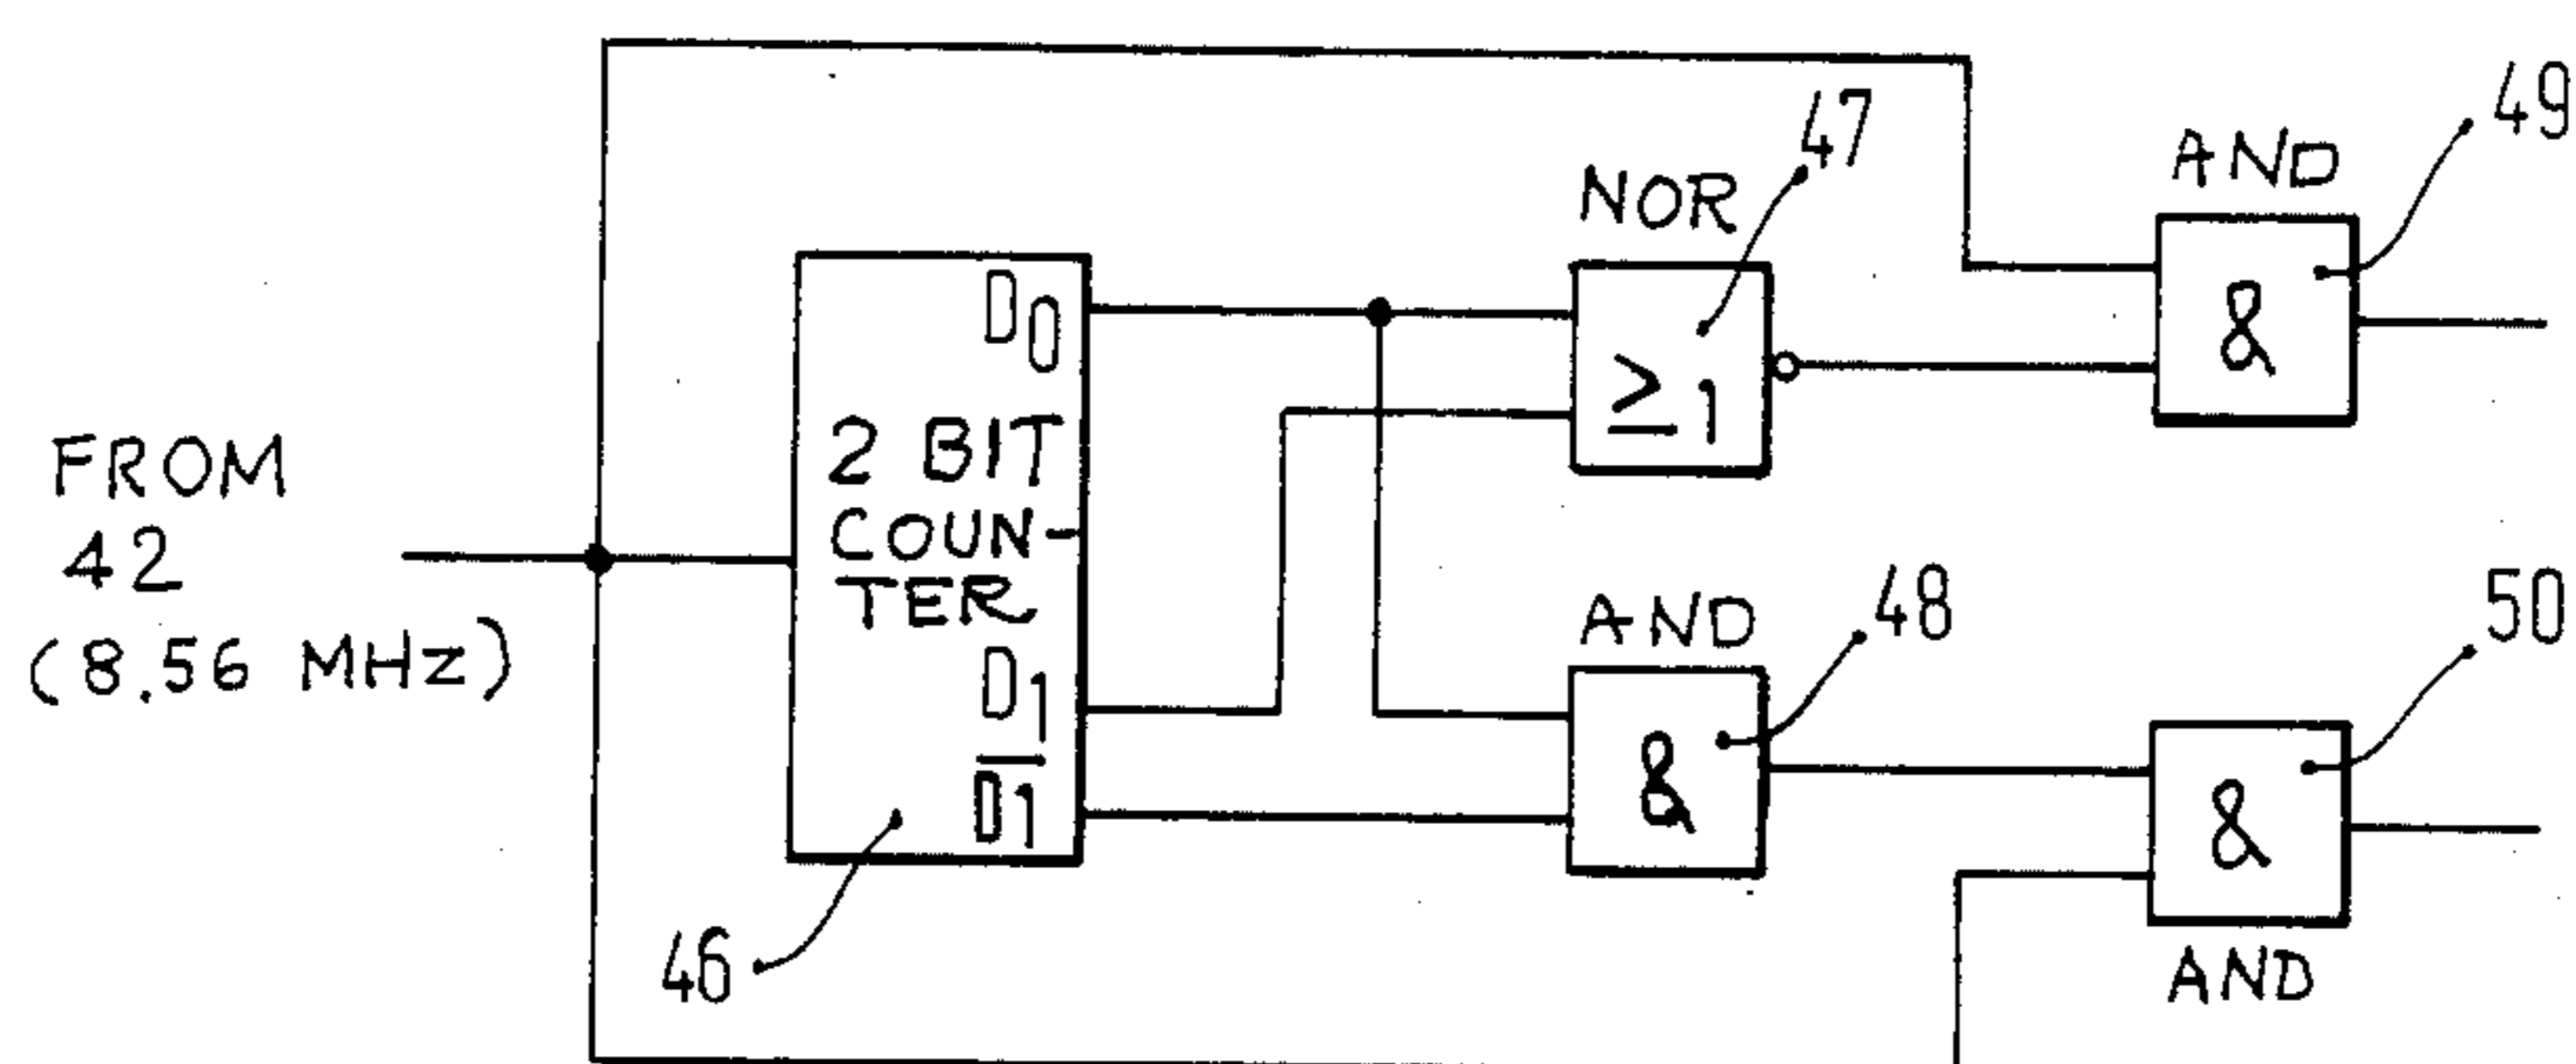 FROM
42
(8.56 MHz)
2 BIT
COUN-
TER
D0
D1
D̅1̅
46
NOR
47
≥1
AND
48
&
AND
49
&
50
&
AND